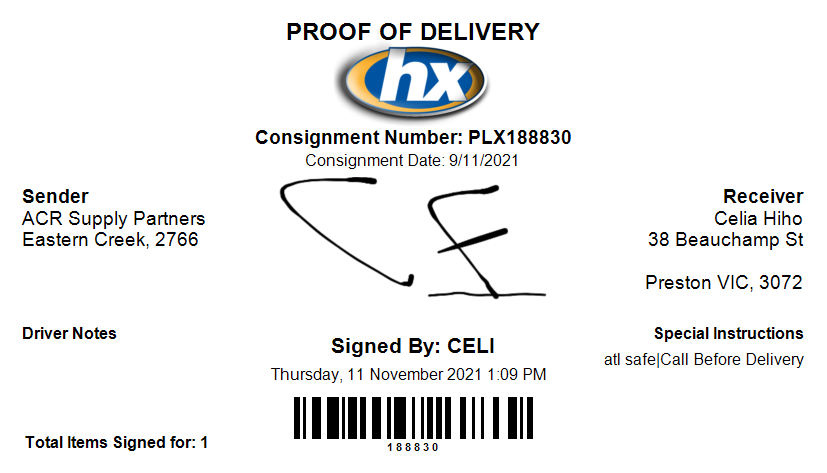 PROOF OF DELIVERY
hx
Consignment Number: PLX188830
Consignment Date: 9/11/2021
Sender
ACR Supply Partners
Eastern Creek, 2766
Receiver
Celia Hiho
38 Beauchamp St
Preston VIC, 3072
CE
Driver Notes
Special Instructions
atl safe|Call Before Delivery
Signed By: CELI
Thursday, 11 November 2021 1:09 PM
188830
Total Items Signed for: 1